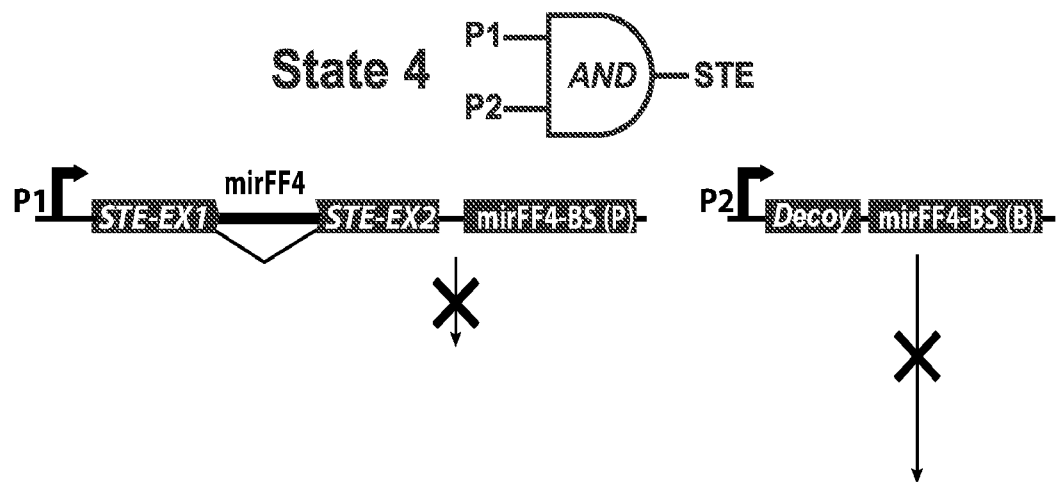 State 4
P1
P2
AND
STE
P1
mirFF4
STE-EX1
STE-EX2
mirFF4-BS (P)
P2
Decoy
mirFF4-BS (B)